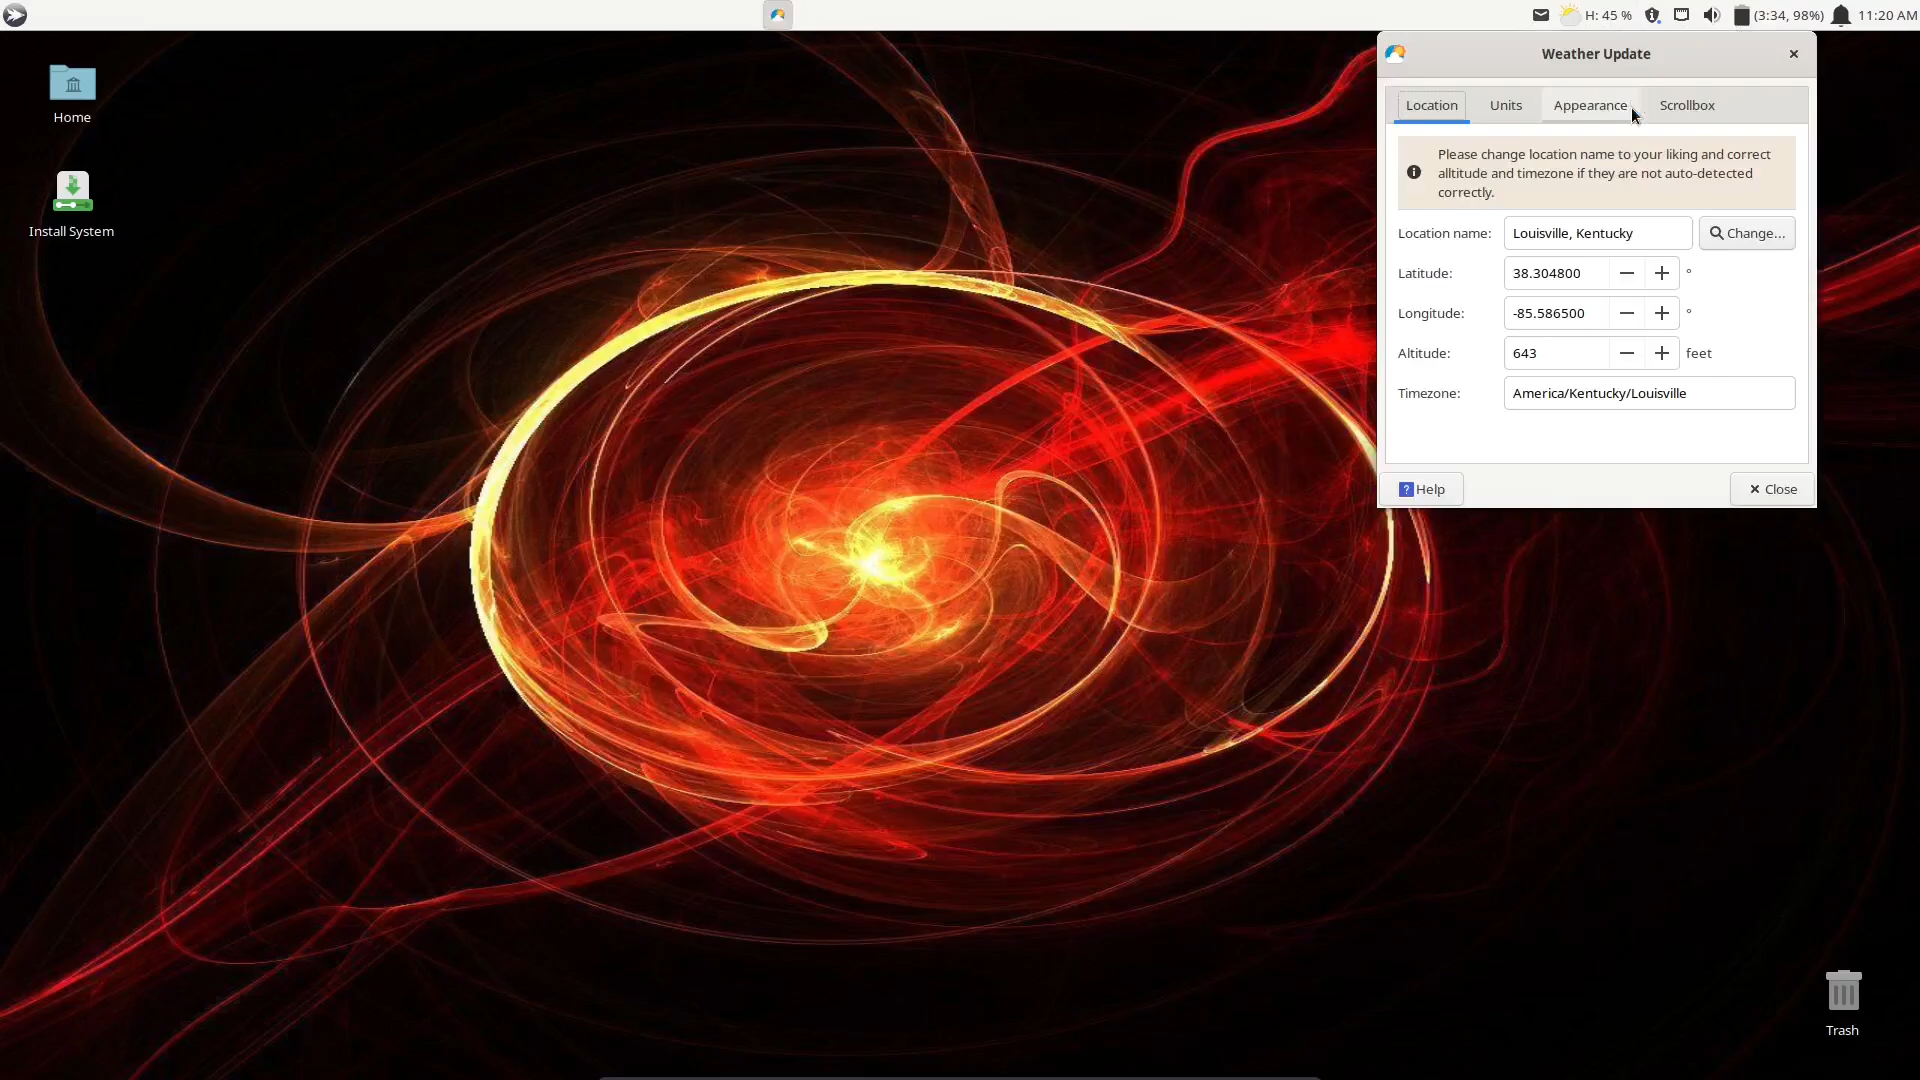 H: 45 %
(3:34, 98%)
11:20 AM
Home
Install System
Weather Update
Location Units Appearance Scrollbox
Please change location name to your liking and correct
alltitude and timezone if they are not auto-detected
correctly.
Location name: Louisville, Kentucky Change...
Latitude: 38.304800 °
Longitude: -85.586500 °
Altitude: 643 feet
Timezone: America/Kentucky/Louisville
? Help Close
Trash